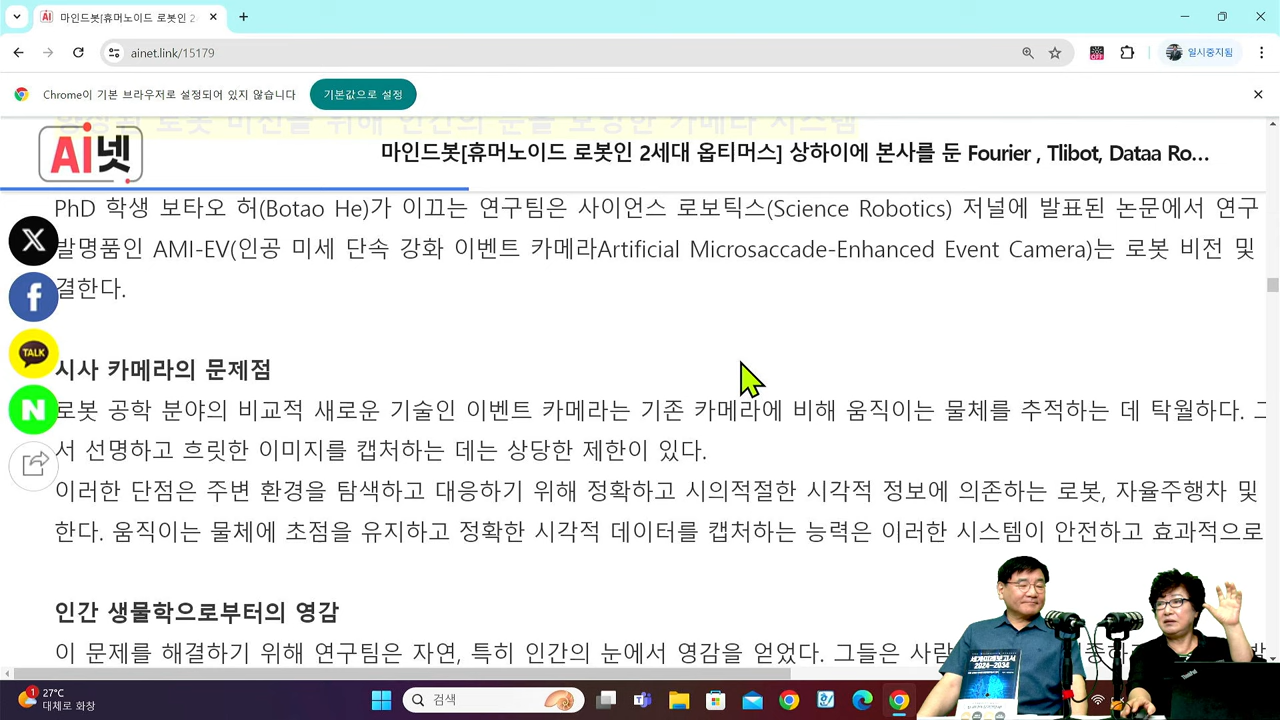 마인드봇[휴머노이드 로봇인 2
ainet.link/15179
일시중지됨
Chrome이 기본 브라우저로 설정되어 있지 않습니다
기본값으로 설정
Ai넷
마인드봇[휴머노이드 로봇인 2세대 옵티머스] 상하이에 본사를 둔 Fourier , Tlibot, Dataa Ro...
PhD 학생 보타오 허(Botao He)가 이끄는 연구팀은 사이언스 로보틱스(Science Robotics) 저널에 발표된 논문에서 연구
발명품인 AMI-EV(인공 미세 단속 강화 이벤트 카메라Artificial Microsaccade-Enhanced Event Camera)는 로봇 비전 및
결한다.
시사 카메라의 문제점
로봇 공학 분야의 비교적 새로운 기술인 이벤트 카메라는 기존 카메라에 비해 움직이는 물체를 추적하는 데 탁월하다. 그
서 선명하고 흐릿한 이미지를 캡처하는 데는 상당한 제한이 있다.
이러한 단점은 주변 환경을 탐색하고 대응하기 위해 정확하고 시의적절한 시각적 정보에 의존하는 로봇, 자율주행차 및
한다. 움직이는 물체에 초점을 유지하고 정확한 시각적 데이터를 캡처하는 능력은 이러한 시스템이 안전하고 효과적으로
인간 생물학으로부터의 영감
이 문제를 해결하기 위해 연구팀은 자연, 특히 인간의 눈에서 영감을 얻었다. 그들은 사람
TALK
N
세계미래보고서
2024-2034
ThinkPad
1
27°C
대체로 화창
검색